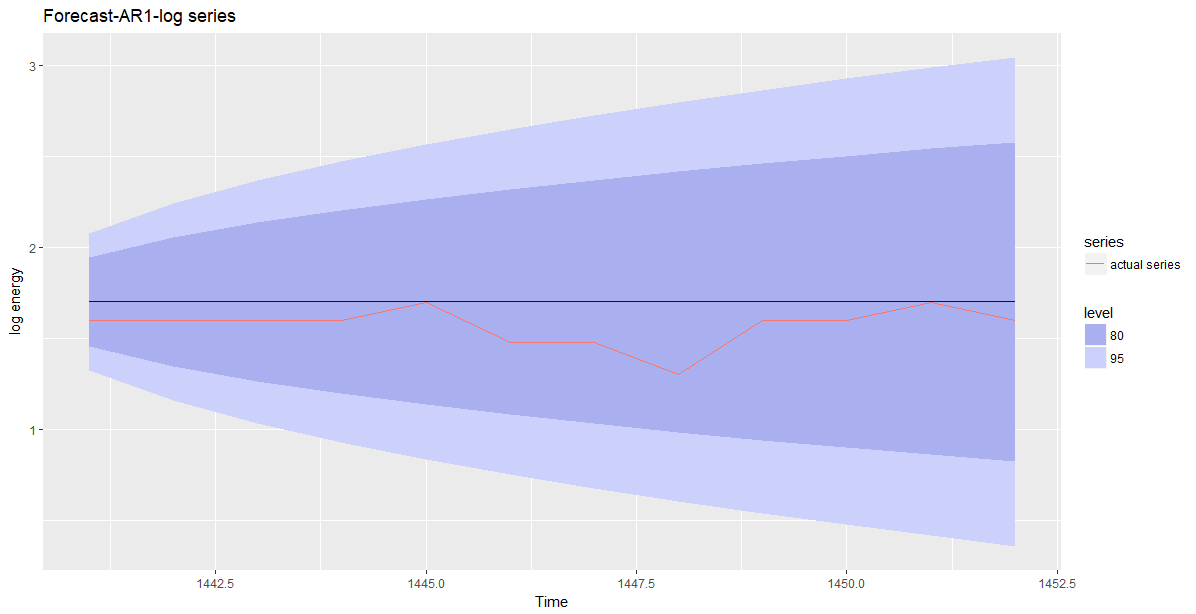 Forecast-AR1-log series
3
2
1
log energy
1442.5
1445.0
1447.5
1450.0
1452.5
Time
series
actual series
level
80
95